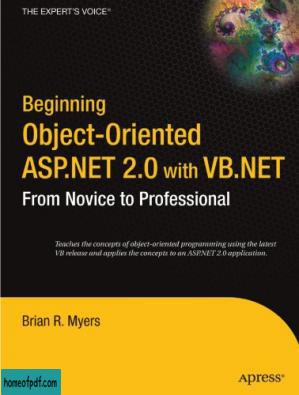 THE EXPERT'S VOICE®
Beginning
Object-Oriented
ASP.NET 2.0 with VB.NET
From Novice to Professional
Teaches the concepts of object-oriented programming using the latest
VB release and applies the concepts to an ASP.NET 2.0 application.
Brian R. Myers
Apress®
homeofpdf.com